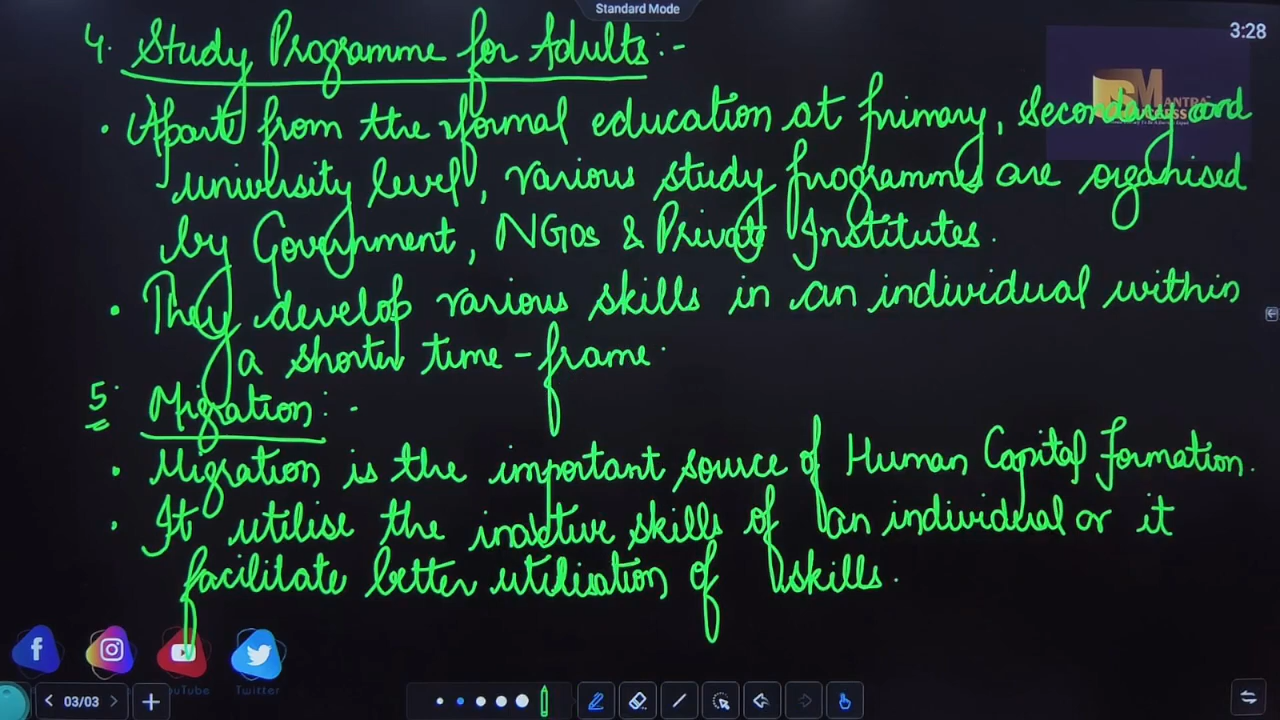 Standard Mode
3:28
4. Study Programme for Adults:-
• Apart from the formal education at primary, secondary and
university level, various study programmes are organised
by Government, NGOs & Private Institutes.
• They develop various skills in an individual within
a shorter time-frame.
5. Migration:-
• Migration is the important source of Human Capital formation.
• It utilise the inactive skills of an individual or it
facilitate better utilisation of skills.
YouTube
Twitter
03/03